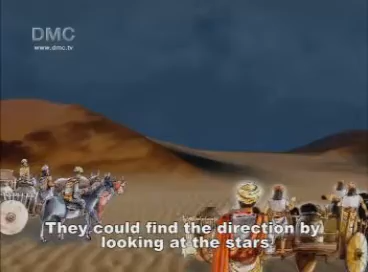 DMC
www.dmc.tv
They could find the direction by
looking at the stars.